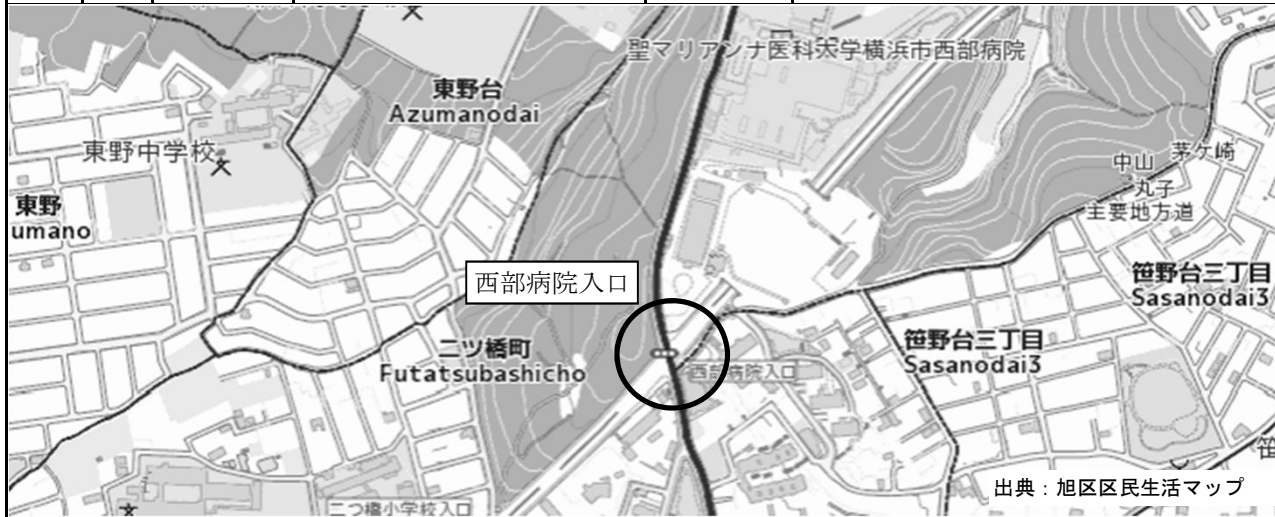 聖マリアンナ医科大学横浜市西部病院
東野台
Azumanodai
東野中学校
中山
茅ケ崎
丸子
主要地方道
東野
umano
西部病院入口
笹野台三丁目
Sasanodai3
二ツ橋町
Futatsubashicho
笹野台三丁目
Sasanodai3
西部病院入口
笹
出典：旭区区民生活マップ
二つ橋小学校入口